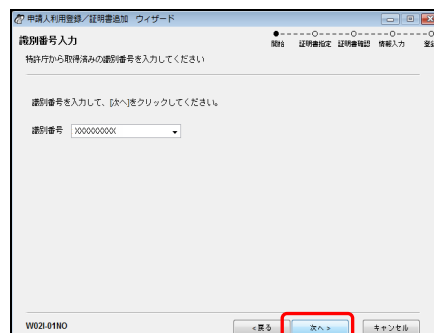 申請人利用登録／証明書追加　ウィザード
識別番号入力
特許庁から取得済みの識別番号を入力してください
開始 証明書指定 証明書確認 情報入力
識別番号を入力して、[次へ]をクリックしてください。
識別番号 XXXXXXXXX
W02I-01NO
<戻る 次へ> キャンセル